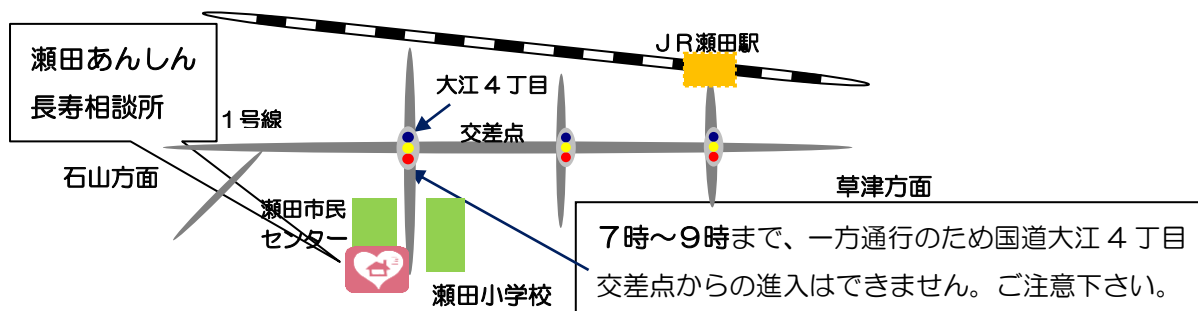 ＪＲ瀬田駅
瀬田あんしん
長寿相談所
大江４丁目
１号線
交差点
石山方面
草津方面
瀬田市民
センター
瀬田小学校
７時～９時まで、一方通行のため国道大江４丁目
交差点からの進入はできません。ご注意下さい。